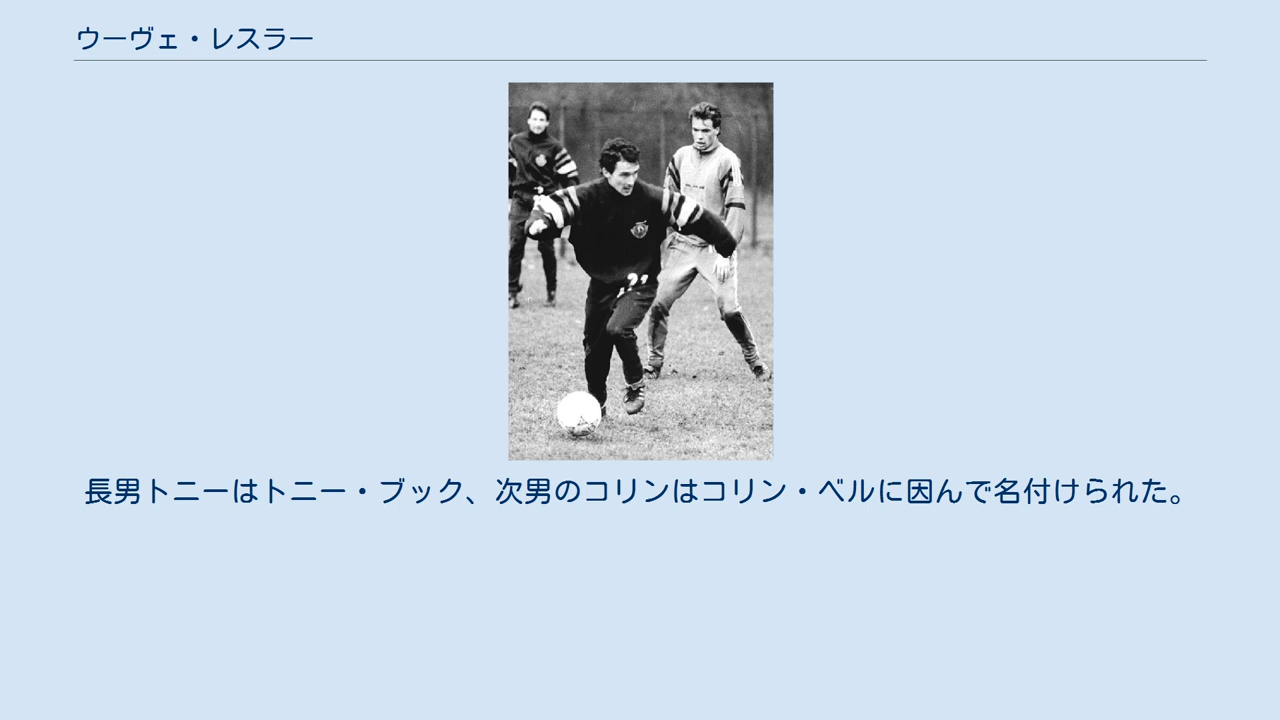 ウーヴェ・レスラー
長男トニーはトニー・ブック、次男のコリンはコリン・ベルに因んで名付けられた。